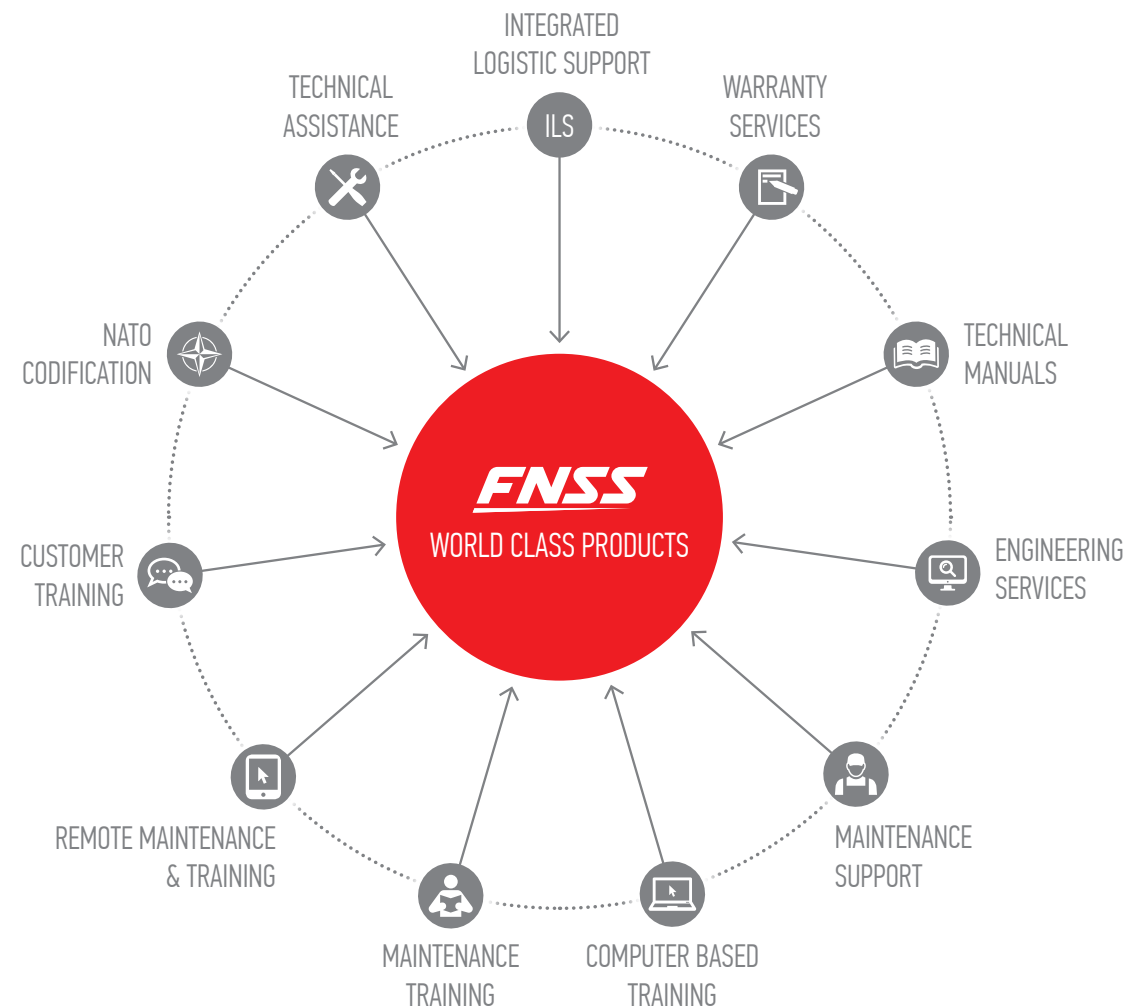 INTEGRATED
LOGISTIC SUPPORT
ILS
WARRANTY
SERVICES
TECHNICAL
MANUALS
ENGINEERING
SERVICES
MAINTENANCE
SUPPORT
COMPUTER BASED
TRAINING
MAINTENANCE
TRAINING
REMOTE MAINTENANCE
& TRAINING
CUSTOMER
TRAINING
NATO
CODIFICATION
TECHNICAL
ASSISTANCE
FNSS
WORLD CLASS PRODUCTS